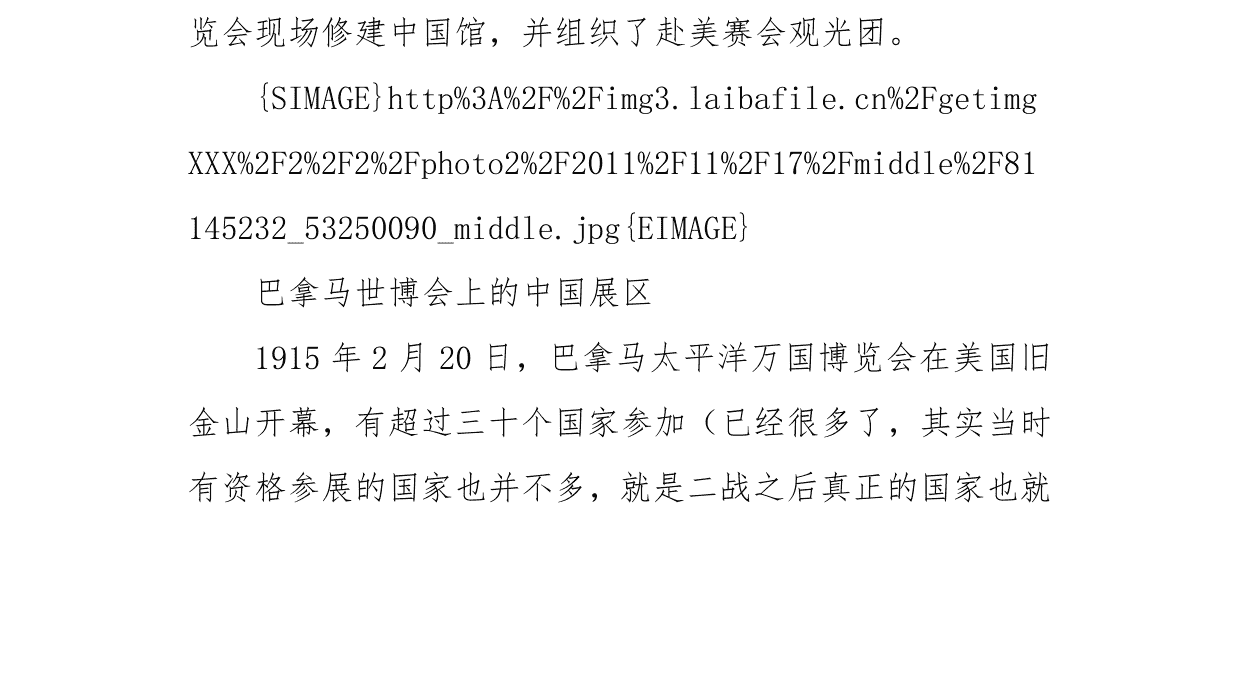 览会现场修建中国馆，并组织了赴美赛会观光团。
{SIMAGE}http%3A%2F%2Fimg3.laibafile.cn%2Fgetimg
XXX%2F2%2F2%2Fphoto2%2F2011%2F11%2F17%2Fmiddle%2F81
145232_53250090_middle.jpg{EIMAGE}
巴拿马世博会上的中国展区
1915 年 2 月 20 日，巴拿马太平洋万国博览会在美国旧
金山开幕，有超过三十个国家参加（已经很多了，其实当时
有资格参展的国家也并不多，就是二战之后真正的国家也就